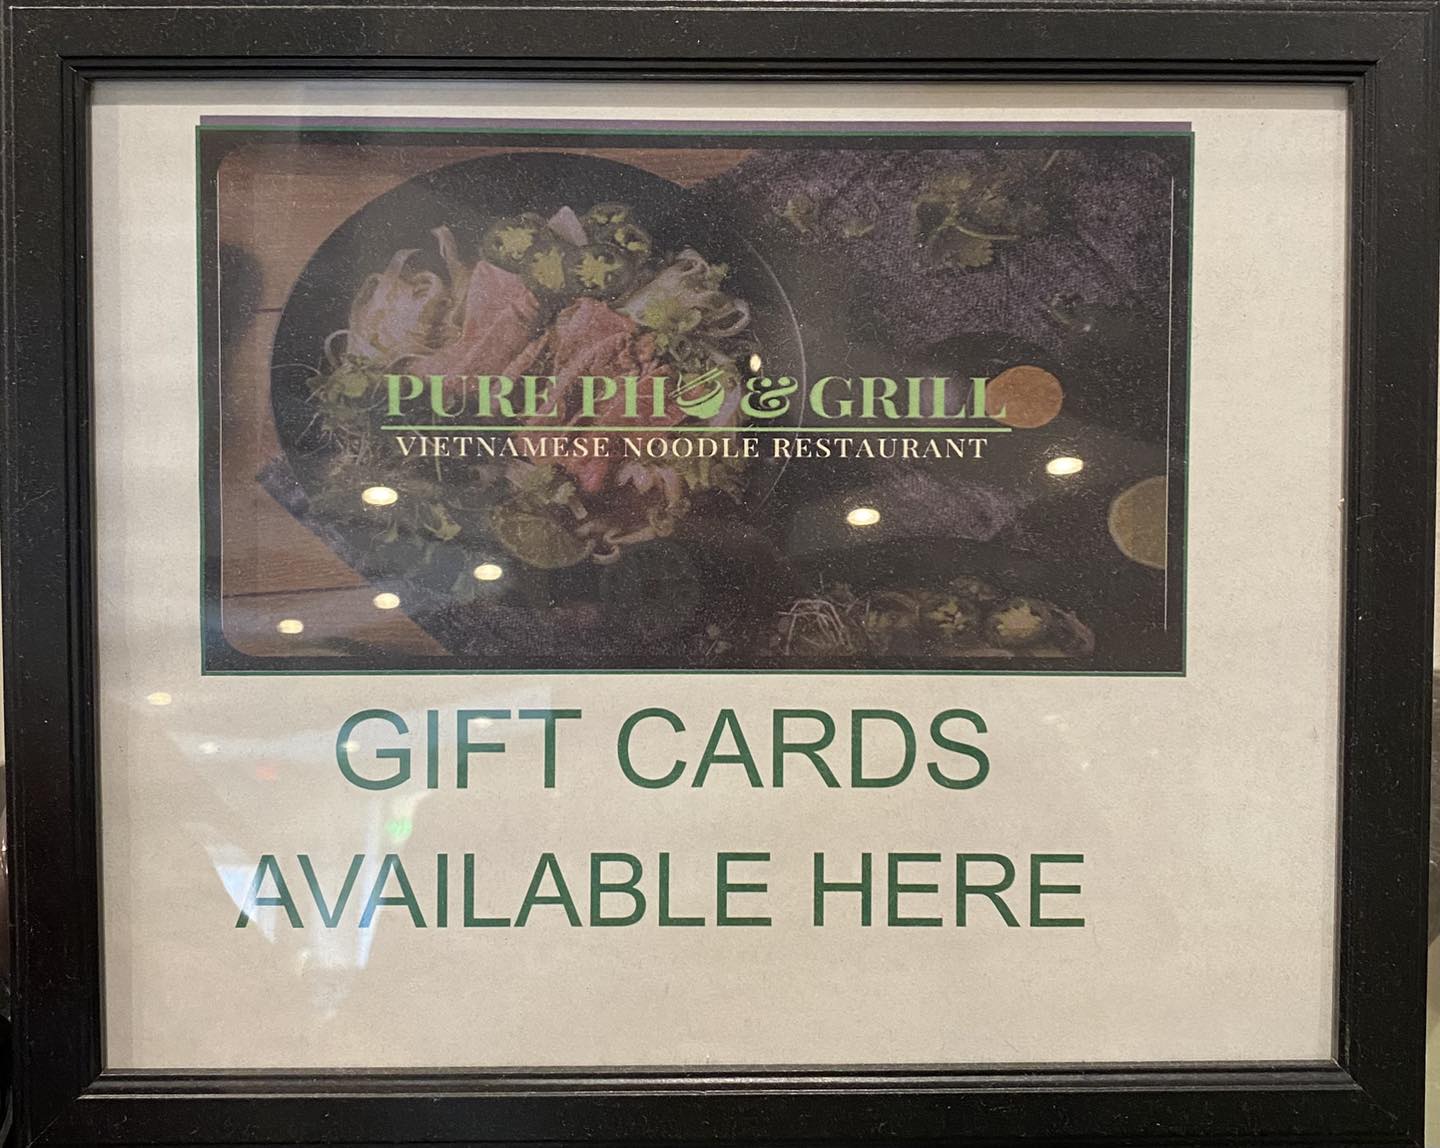 PURE PHO & GRILL
VIETNAMESE NOODLE RESTAURANT
GIFT CARDS
AVAILABLE HERE